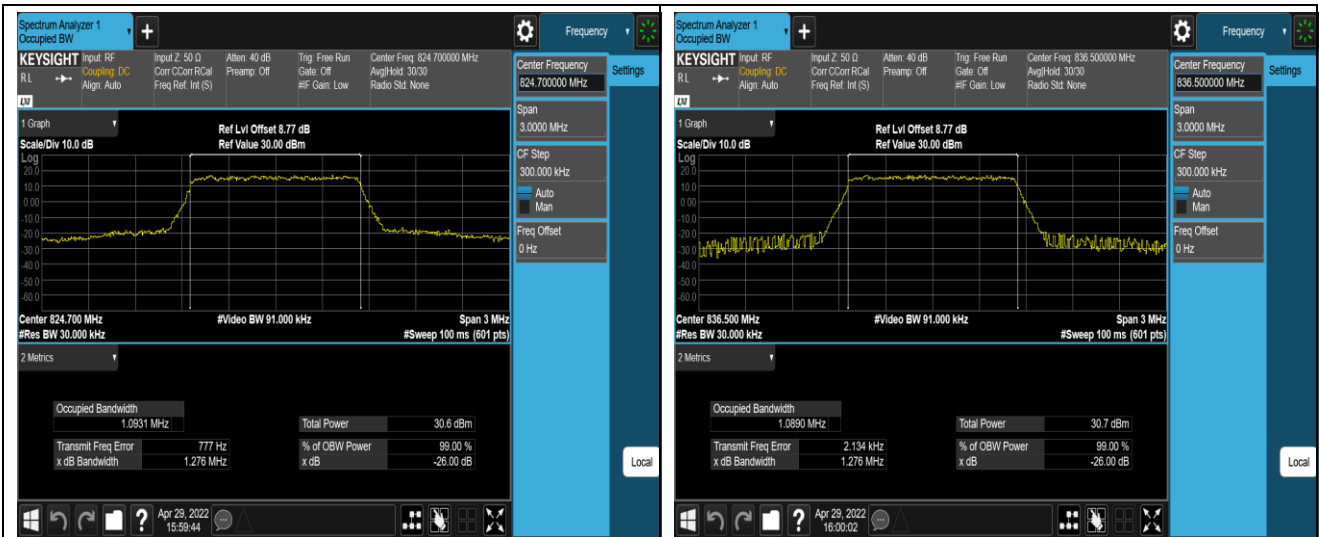 Spectrum Analyzer 1
Occupied BW
+
Frequency
KEYSIGHT
RL
LXI
Input: RF
Coupling: DC
Align: Auto
Input Z: 50 Ω
Corr CCorr RCal
Freq Ref: Int (S)
Atten: 40 dB
Preamp: Off
Trig: Free Run
Gate: Off
#IF Gain: Low
Center Freq: 824.700000 MHz
Avg|Hold: 30/30
Radio Std: None
Center Frequency
824.700000 MHz
Settings
Span
3.0000 MHz
CF Step
300.000 kHz
Auto
Man
Freq Offset
0 Hz
Local
1 Graph
Scale/Div 10.0 dB
Ref Lvl Offset 8.77 dB
Ref Value 30.00 dBm
Log
20.0
10.0
0.00
-10.0
-20.0
-30.0
-40.0
-50.0
-60.0
Center 824.700 MHz
#Res BW 30.000 kHz
#Video BW 91.000 kHz
Span 3 MHz
#Sweep 100 ms (601 pts)
2 Metrics
Occupied Bandwidth
1.0931 MHz
Total Power 30.6 dBm
Transmit Freq Error 777 Hz
% of OBW Power 99.00 %
x dB Bandwidth 1.276 MHz
x dB -26.00 dB
?
Apr 29, 2022
15:59:44
Spectrum Analyzer 1
Occupied BW
+
Frequency
KEYSIGHT
RL
LXI
Input: RF
Coupling: DC
Align: Auto
Input Z: 50 Ω
Corr CCorr RCal
Freq Ref: Int (S)
Atten: 40 dB
Preamp: Off
Trig: Free Run
Gate: Off
#IF Gain: Low
Center Freq: 836.500000 MHz
Avg|Hold: 30/30
Radio Std: None
Center Frequency
836.500000 MHz
Settings
Span
3.0000 MHz
CF Step
300.000 kHz
Auto
Man
Freq Offset
0 Hz
Local
1 Graph
Scale/Div 10.0 dB
Ref Lvl Offset 8.77 dB
Ref Value 30.00 dBm
Log
20.0
10.0
0.00
-10.0
-20.0
-30.0
-40.0
-50.0
-60.0
Center 836.500 MHz
#Res BW 30.000 kHz
#Video BW 91.000 kHz
Span 3 MHz
#Sweep 100 ms (601 pts)
2 Metrics
Occupied Bandwidth
1.0890 MHz
Total Power 30.7 dBm
Transmit Freq Error 2.134 kHz
% of OBW Power 99.00 %
x dB Bandwidth 1.276 MHz
x dB -26.00 dB
?
Apr 29, 2022
16:00:02